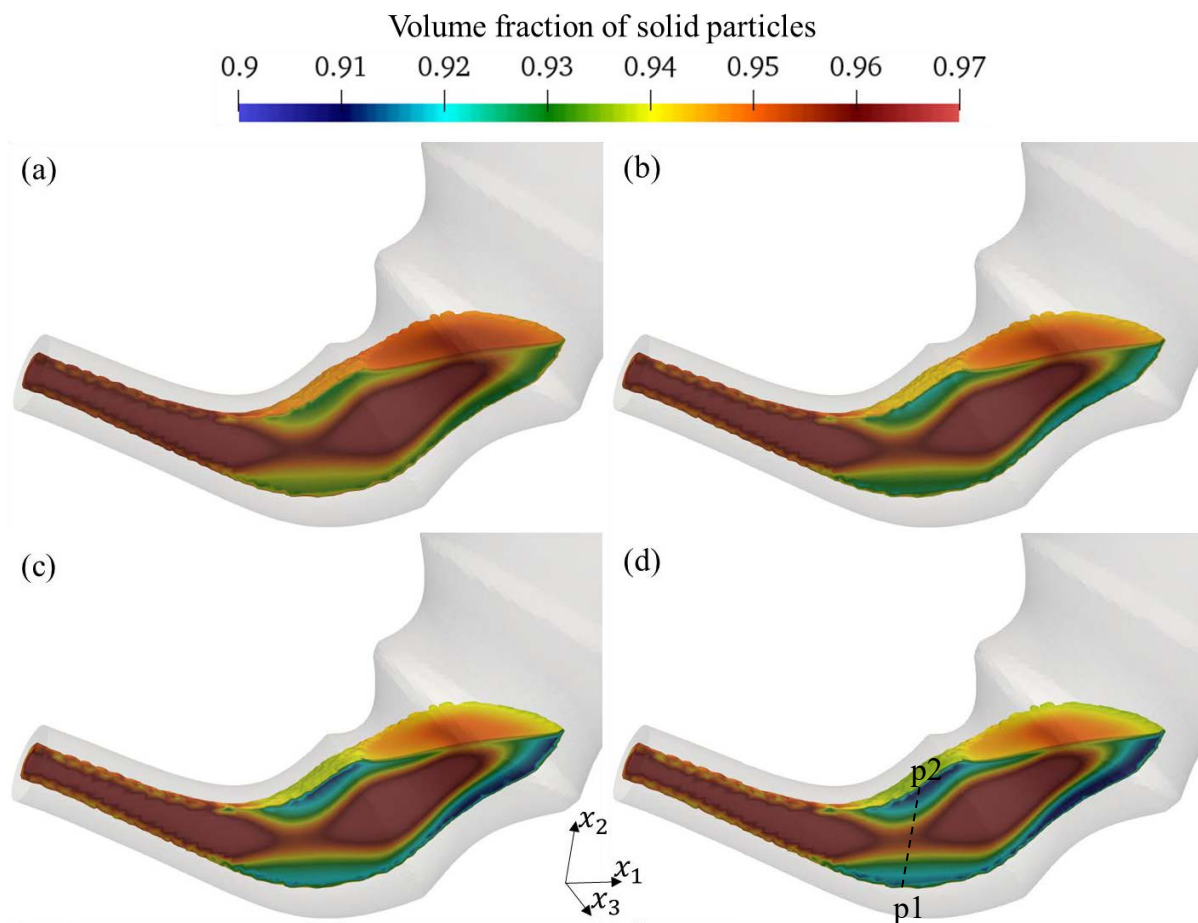 Volume fraction of solid particles
0.9 0.91 0.92 0.93 0.94 0.95 0.96 0.97
(a)
(b)
(c)
(d)
p2
x₂
x₁
x₃
p1